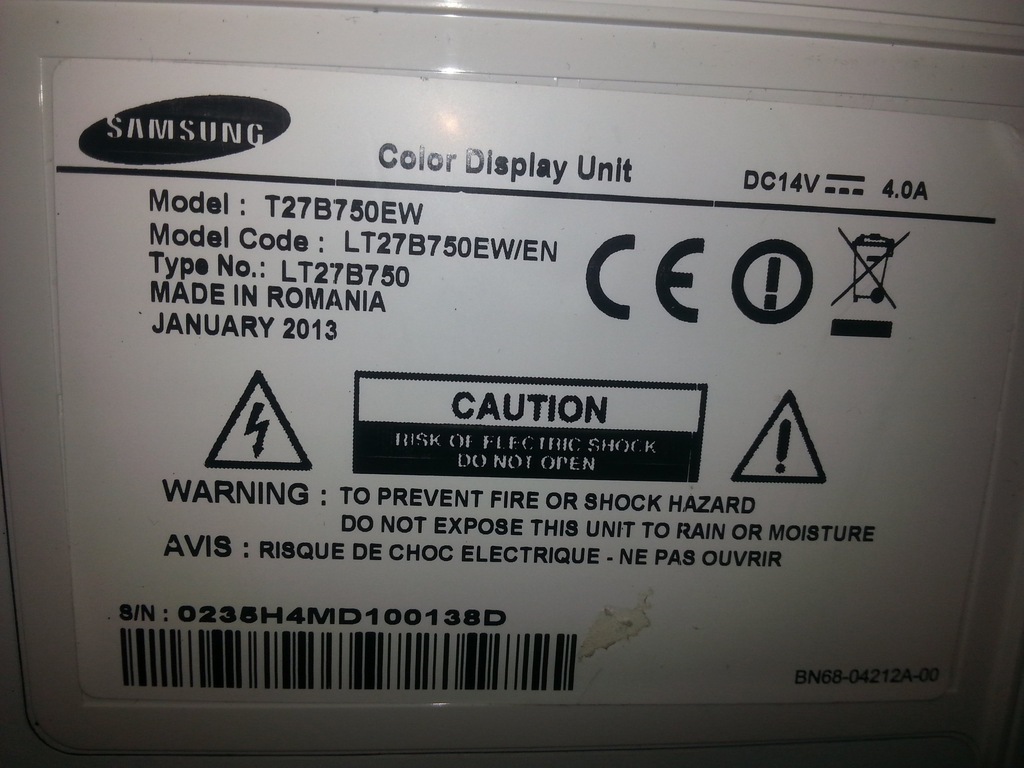 SAMSUNG
Color Display Unit
DC14V 4.0A
Model : T27B750EW
Model Code : LT27B750EW/EN
Type No.: LT27B750
MADE IN ROMANIA
JANUARY 2013
CE
CAUTION
RISK OF ELECTRIC SHOCK
DO NOT OPEN
WARNING : TO PREVENT FIRE OR SHOCK HAZARD
DO NOT EXPOSE THIS UNIT TO RAIN OR MOISTURE
AVIS : RISQUE DE CHOC ELECTRIQUE - NE PAS OUVRIR
S/N : 0235H4MD100138D
BN68-04212A-00